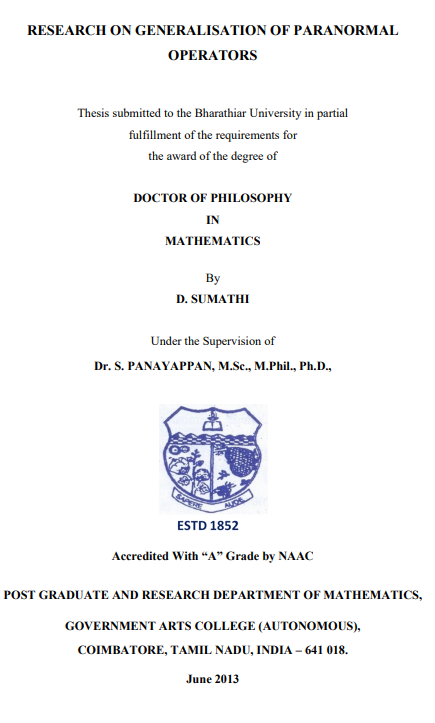 RESEARCH ON GENERALISATION OF PARANORMAL
OPERATORS
Thesis submitted to the Bharathiar University in partial
fulfillment of the requirements for
the award of the degree of
DOCTOR OF PHILOSOPHY
IN
MATHEMATICS
By
D. SUMATHI
Under the Supervision of
Dr. S. PANAYAPPAN, M.Sc., M.Phil., Ph.D.,
SAPERE AUDE
ESTD 1852
Accredited With “A” Grade by NAAC
POST GRADUATE AND RESEARCH DEPARTMENT OF MATHEMATICS,
GOVERNMENT ARTS COLLEGE (AUTONOMOUS),
COIMBATORE, TAMIL NADU, INDIA – 641 018.
June 2013